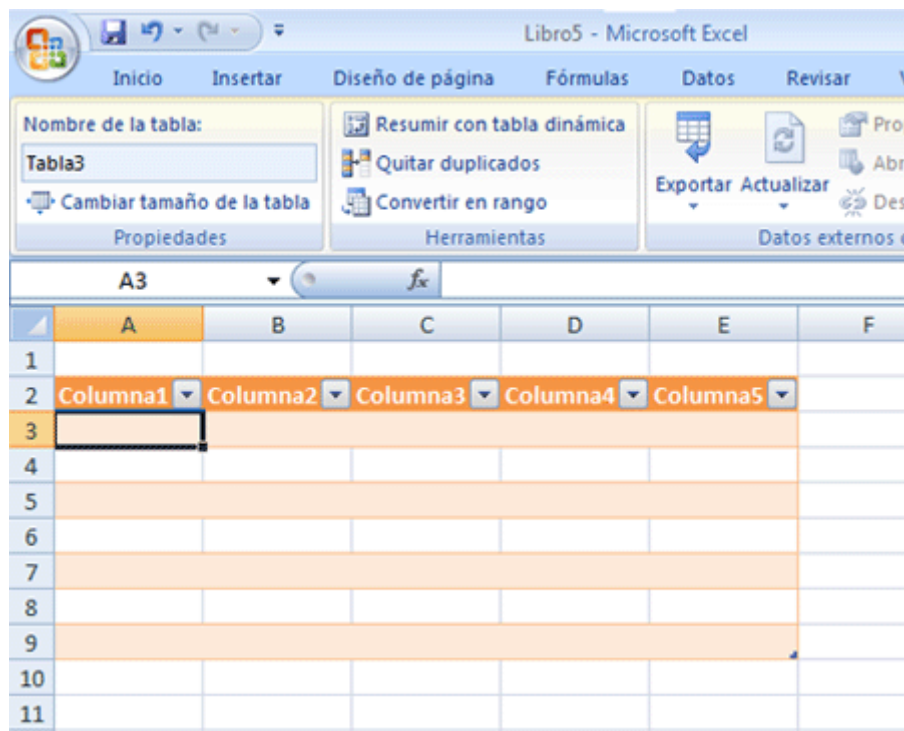 Libro5 - Microsoft Excel
Inicio Insertar Diseño de página Fórmulas Datos Revisar
Nombre de la tabla:
Tabla3
Cambiar tamaño de la tabla
Propiedades
Resumir con tabla dinámica
Quitar duplicados
Convertir en rango
Herramientas
Exportar Actualizar
Datos externos
A3 fx
A B C D E F
1
2 Columna1 Columna2 Columna3 Columna4 Columna5
3
4
5
6
7
8
9
10
11